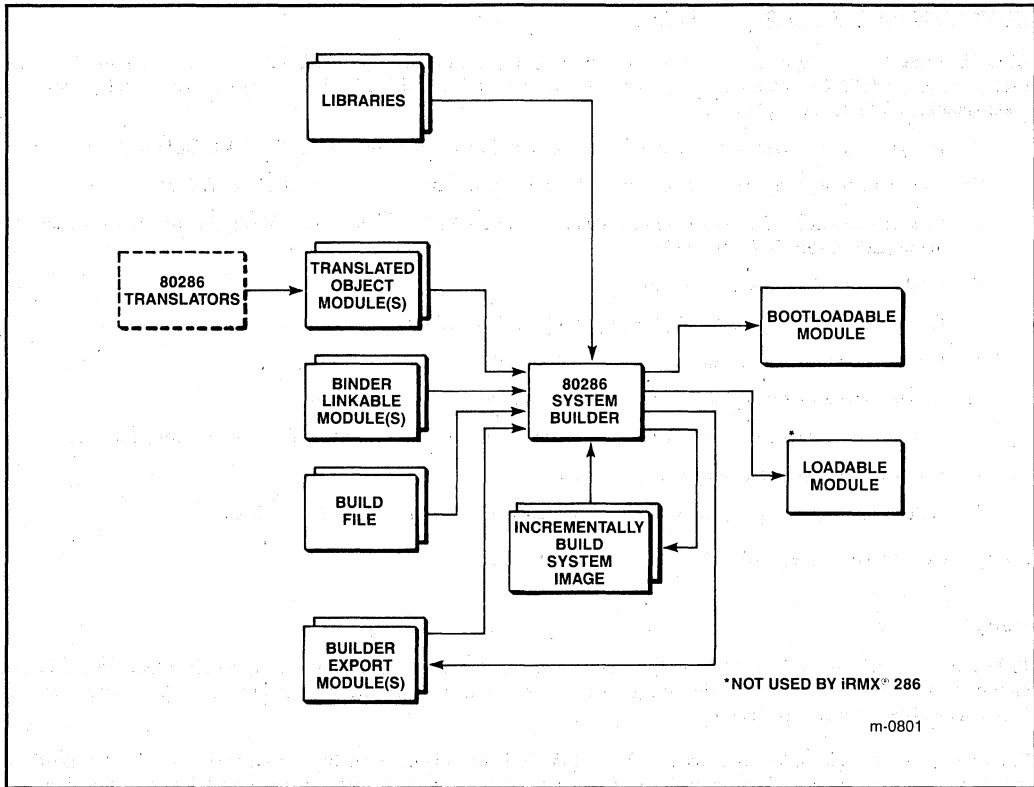 LIBRARIES
80286
TRANSLATORS
TRANSLATED
OBJECT
MODULE(S)
BINDER
LINKABLE
MODULE(S)
BUILD
FILE
BUILDER
EXPORT
MODULE(S)
80286
SYSTEM
BUILDER
INCREMENTALLY
BUILD
SYSTEM
IMAGE
BOOTLOADABLE
MODULE
*
LOADABLE
MODULE
*NOT USED BY iRMX® 286
m-0801